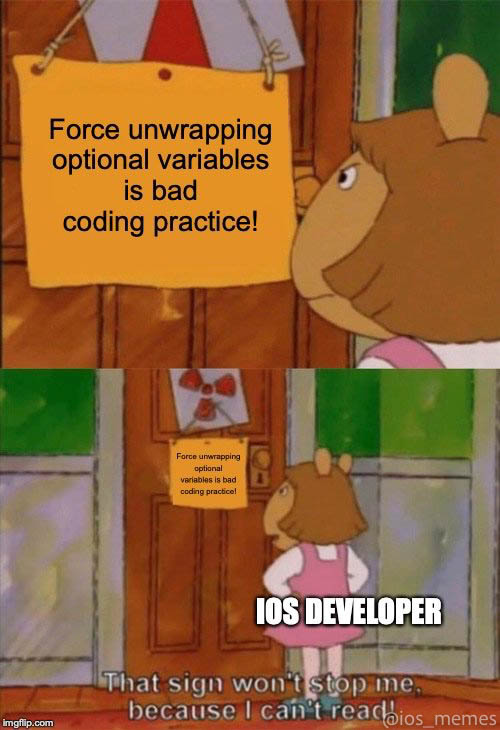 Force unwrapping
optional variables
is bad
coding practice!
Force unwrapping
optional
variables is bad
coding practice!
IOS DEVELOPER
That sign won't stop me,
because I can't read!
@ios_memes
imgflip.com